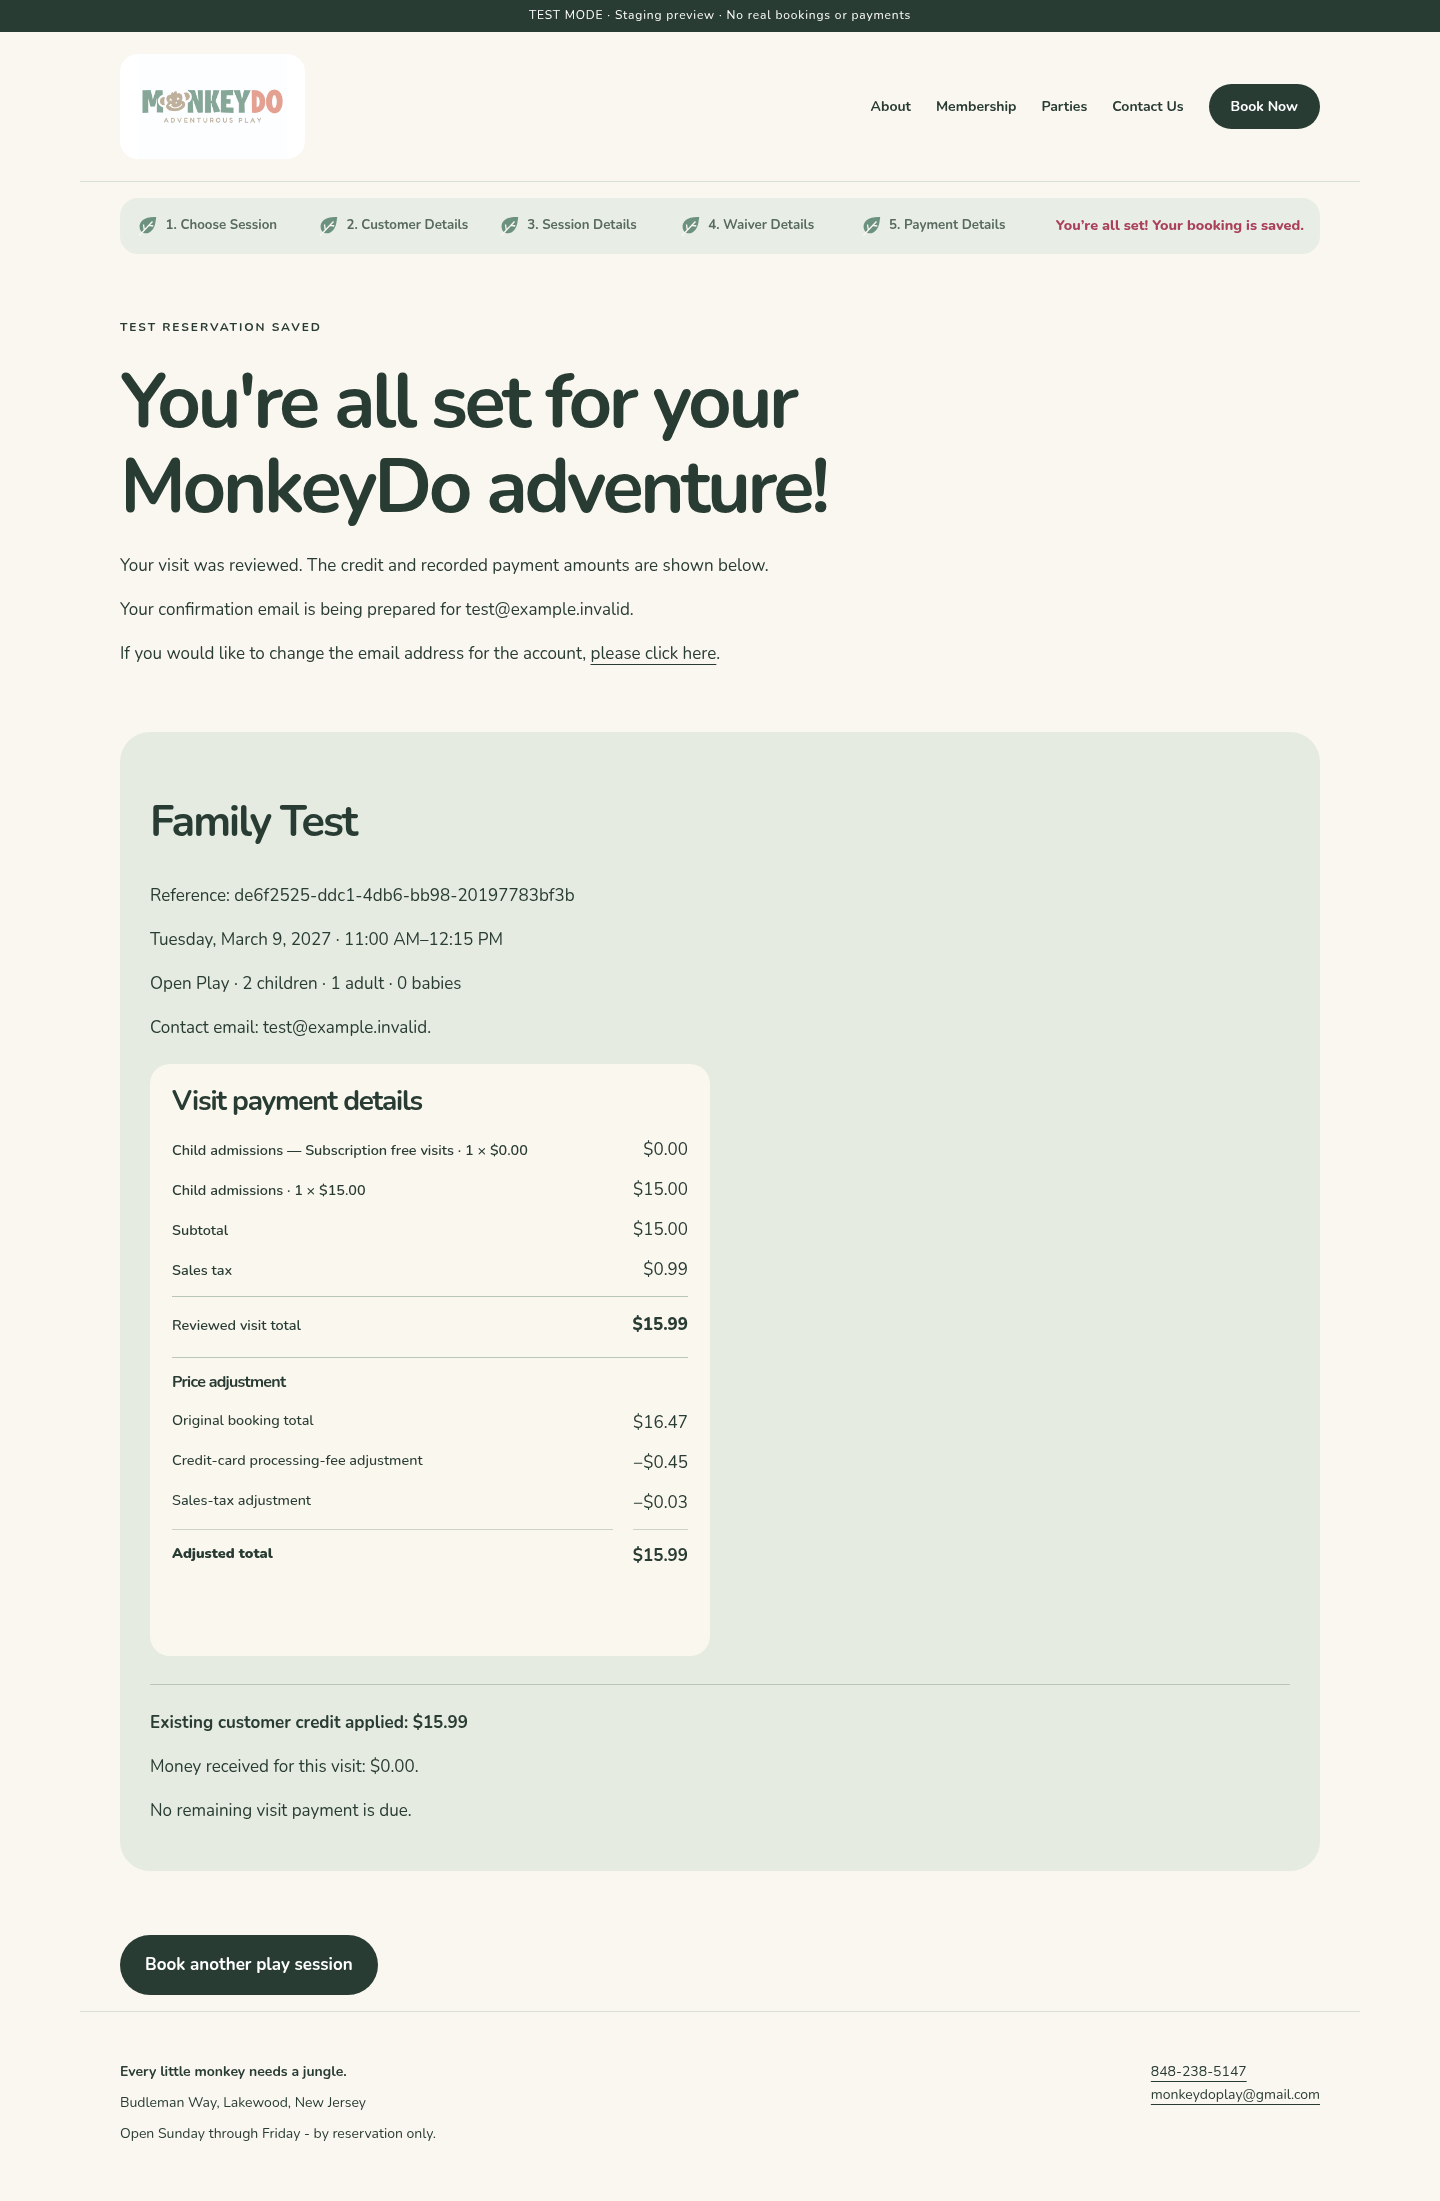 TEST MODE · Staging preview · No real bookings or payments
MONKEYDO
ADVENTUROUS PLAY
About Membership Parties Contact Us Book Now
1. Choose Session 2. Customer Details 3. Session Details 4. Waiver Details 5. Payment Details You’re all set! Your booking is saved.
TEST RESERVATION SAVED
You're all set for your
MonkeyDo adventure!
Your visit was reviewed. The credit and recorded payment amounts are shown below.
Your confirmation email is being prepared for test@example.invalid.
If you would like to change the email address for the account, please click here.
Family Test
Reference: de6f2525-ddc1-4db6-bb98-20197783bf3b
Tuesday, March 9, 2027 · 11:00 AM–12:15 PM
Open Play · 2 children · 1 adult · 0 babies
Contact email: test@example.invalid.
Visit payment details
Child admissions — Subscription free visits · 1 × $0.00 $0.00
Child admissions · 1 × $15.00 $15.00
Subtotal $15.00
Sales tax $0.99
Reviewed visit total $15.99
Price adjustment
Original booking total $16.47
Credit-card processing-fee adjustment −$0.45
Sales-tax adjustment −$0.03
Adjusted total $15.99
Existing customer credit applied: $15.99
Money received for this visit: $0.00.
No remaining visit payment is due.
Book another play session
Every little monkey needs a jungle.
Budleman Way, Lakewood, New Jersey
Open Sunday through Friday - by reservation only.
848-238-5147
monkeydoplay@gmail.com